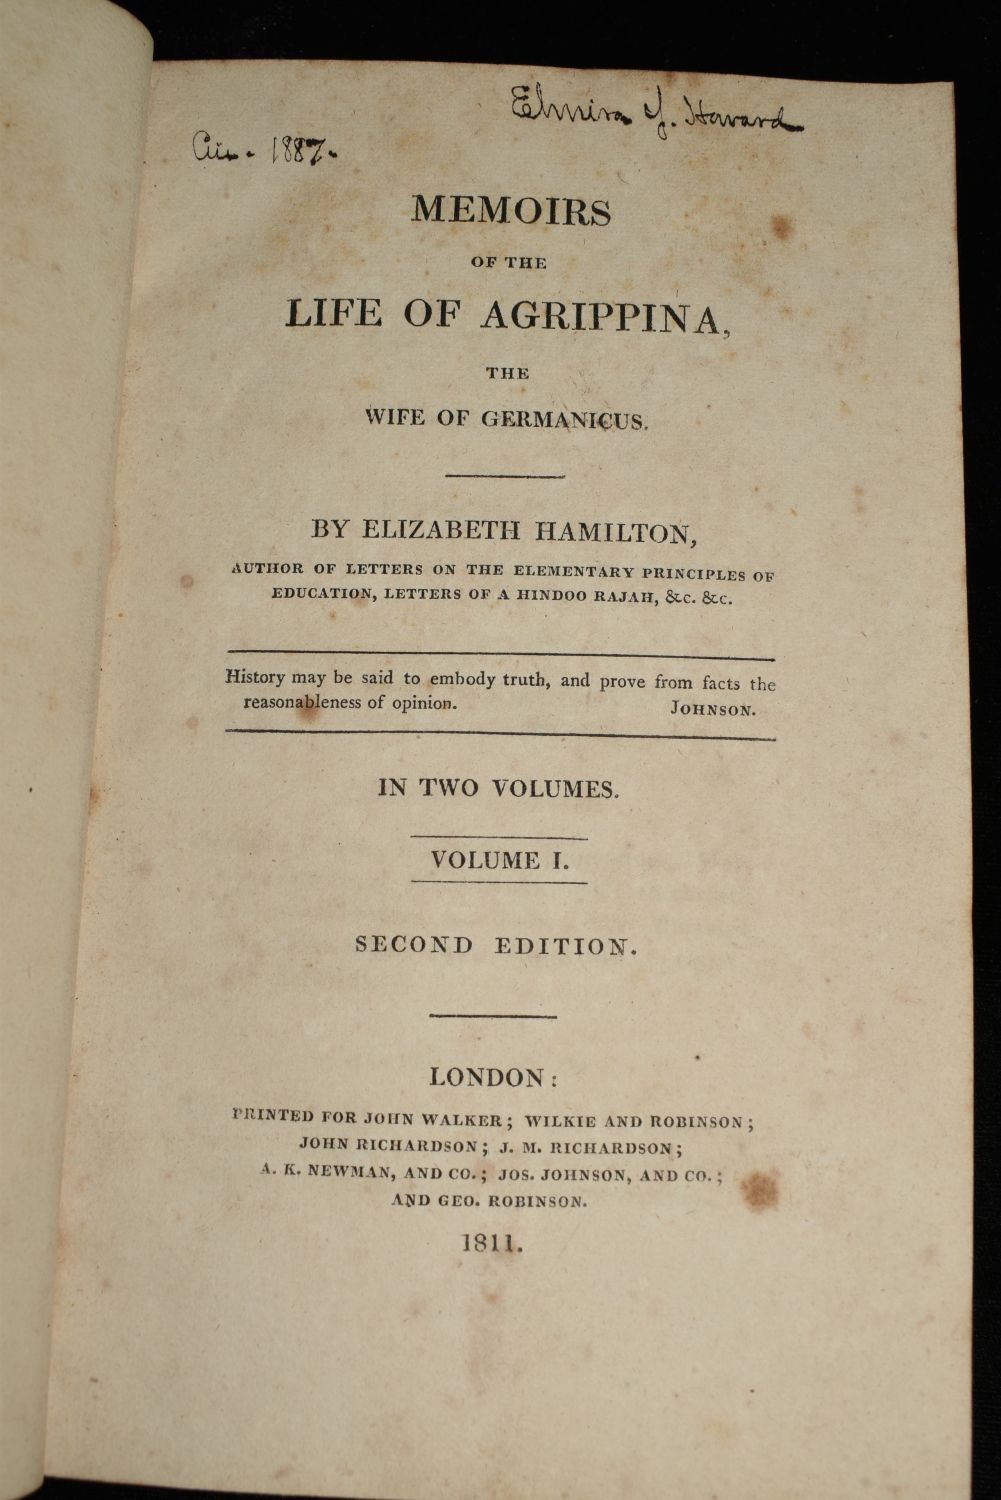 Elmira Y. Howard
1887.
MEMOIRS
OF THE
LIFE OF AGRIPPINA,
THE
WIFE OF GERMANICUS.
BY ELIZABETH HAMILTON,
AUTHOR OF LETTERS ON THE ELEMENTARY PRINCIPLES OF
EDUCATION, LETTERS OF A HINDOO RAJAH, &c. &c.
History may be said to embody truth, and prove from facts the
reasonableness of opinion. JOHNSON.
IN TWO VOLUMES.
VOLUME I.
SECOND EDITION.
LONDON:
PRINTED FOR JOHN WALKER; WILKIE AND ROBINSON;
JOHN RICHARDSON; J. M. RICHARDSON;
A. K. NEWMAN, AND CO.; JOS. JOHNSON, AND CO.;
AND GEO. ROBINSON.
1811.